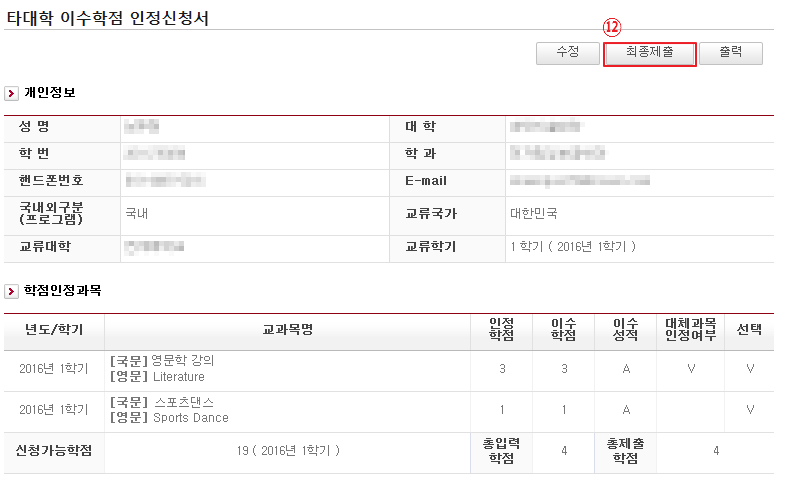 타대학 이수학점 인정신청서
⑫
수정 최종제출 출력
개인정보
성 명 대 학
학 번 학 과
핸드폰번호 E-mail
국내외구분
(프로그램) 국내 교류국가 대한민국
교류대학 교류학기 1 학기 ( 2016년 1학기 )
학점인정과목
년도/학기 교과목명 인정
학점 이수
학점 이수
성적 대체과목
인정여부 선택
2016년 1학기 [국문] 영문학 강의
[영문] Literature 3 3 A V V
2016년 1학기 [국문] 스포츠댄스
[영문] Sports Dance 1 1 A V
신청가능학점 19 ( 2016년 1학기 ) 총입력
학점 4 총제출
학점 4